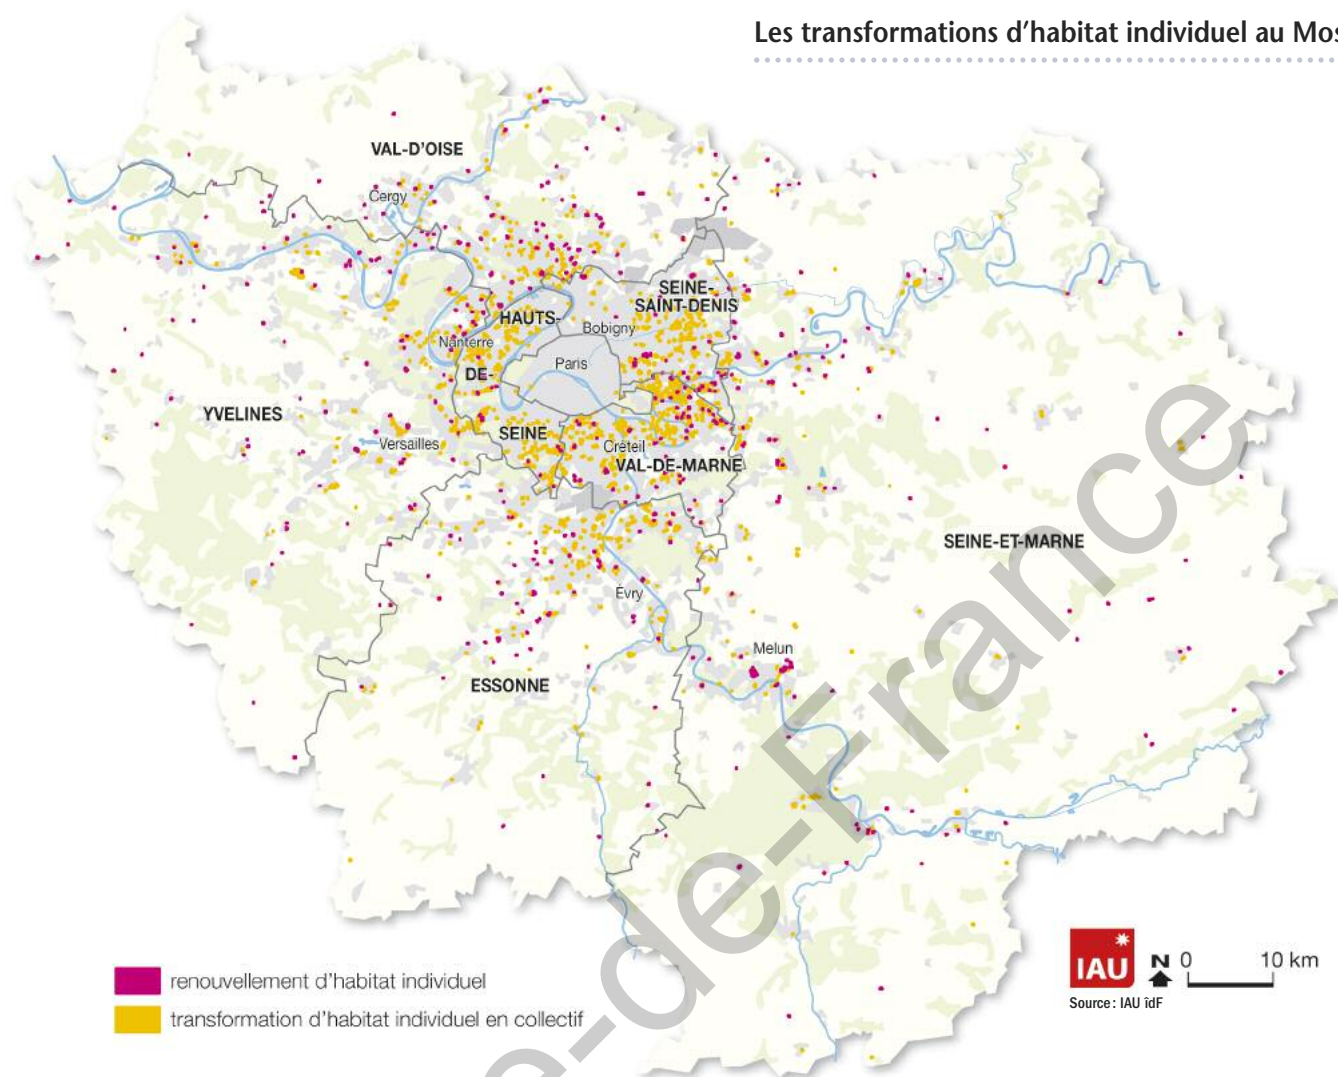 Les transformations d'habitat individuel au Mos
VAL-D'OISE
Cergy
SEINE-
SAINT-DENIS
HAUTS-
Bobigny
Nanterre
Paris
DE-
YVELINES
Versailles
SEINE
Créteil
VAL-DE-MARNE
SEINE-ET-MARNE
Évry
Melun
ESSONNE
e-de-France
renouvellement d'habitat individuel
transformation d'habitat individuel en collectif
IAU
N 0 10 km
Source : IAU îdF